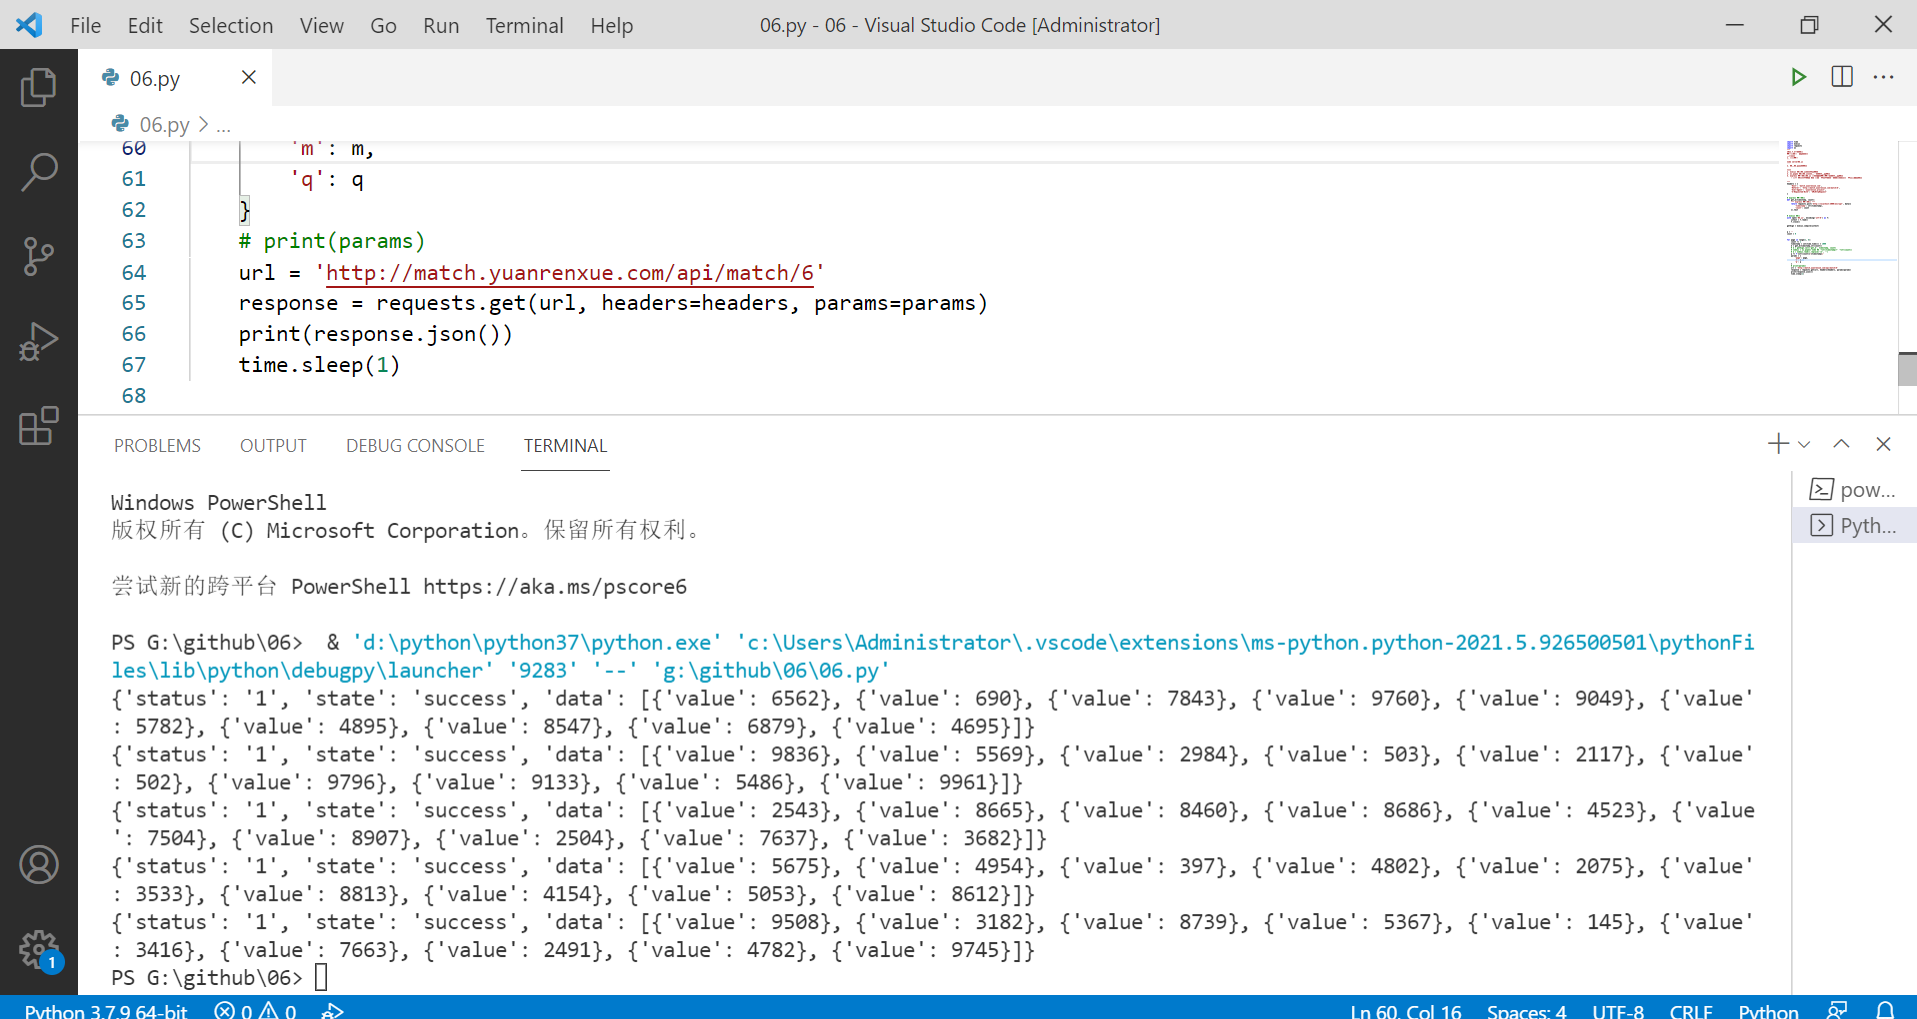 File Edit Selection View Go Run Terminal Help 06.py - 06 - Visual Studio Code [Administrator]
06.py
06.py > ...
60 'm': m,
61 'q': q
62 }
63 # print(params)
64 url = 'http://match.yuanrenxue.com/api/match/6'
65 response = requests.get(url, headers=headers, params=params)
66 print(response.json())
67 time.sleep(1)
68
PROBLEMS OUTPUT DEBUG CONSOLE TERMINAL
pow...
Pyth...
Windows PowerShell
版权所有 (C) Microsoft Corporation。保留所有权利。
尝试新的跨平台 PowerShell https://aka.ms/pscore6
PS G:\github\06>  & 'd:\python\python37\python.exe' 'c:\Users\Administrator\.vscode\extensions\ms-python.python-2021.5.926500501\pythonFi
les\lib\python\debugpy\launcher' '9283' '--' 'g:\github\06\06.py'
{'status': '1', 'state': 'success', 'data': [{'value': 6562}, {'value': 690}, {'value': 7843}, {'value': 9760}, {'value': 9049}, {'value'
: 5782}, {'value': 4895}, {'value': 8547}, {'value': 6879}, {'value': 4695}]}
{'status': '1', 'state': 'success', 'data': [{'value': 9836}, {'value': 5569}, {'value': 2984}, {'value': 503}, {'value': 2117}, {'value'
: 502}, {'value': 9796}, {'value': 9133}, {'value': 5486}, {'value': 9961}]}
{'status': '1', 'state': 'success', 'data': [{'value': 2543}, {'value': 8665}, {'value': 8460}, {'value': 8686}, {'value': 4523}, {'value
': 7504}, {'value': 8907}, {'value': 2504}, {'value': 7637}, {'value': 3682}]}
{'status': '1', 'state': 'success', 'data': [{'value': 5675}, {'value': 4954}, {'value': 397}, {'value': 4802}, {'value': 2075}, {'value'
: 3533}, {'value': 8813}, {'value': 4154}, {'value': 5053}, {'value': 8612}]}
{'status': '1', 'state': 'success', 'data': [{'value': 9508}, {'value': 3182}, {'value': 8739}, {'value': 5367}, {'value': 145}, {'value'
: 3416}, {'value': 7663}, {'value': 2491}, {'value': 4782}, {'value': 9745}]}
PS G:\github\06>
1
Python 3.7.9 64-bit 0 0 Ln 60, Col 16 Spaces: 4 UTF-8 CRLF Python